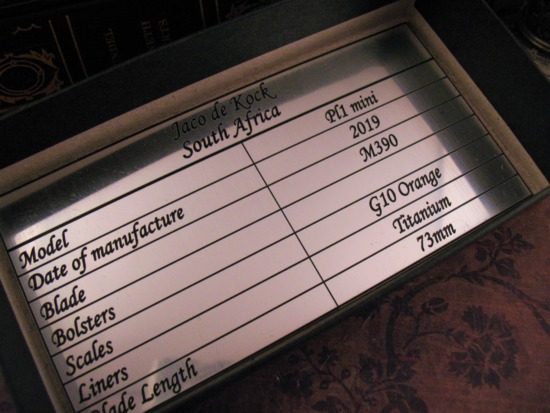 Jaco de Kock
South Africa
Model Pl1 mini
Date of manufacture 2019
Blade M390
Bolsters
Scales G10 Orange
Liners Titanium
Blade Length 73mm